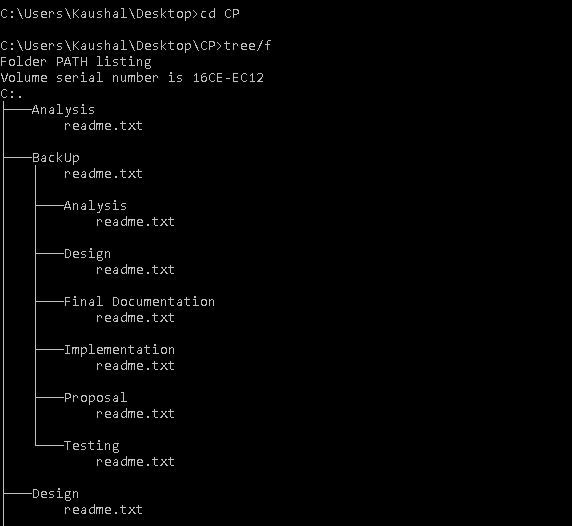 C:\Users\Kaushal\Desktop>cd CP
C:\Users\Kaushal\Desktop\CP>tree/f
Folder PATH listing
Volume serial number is 16CE-EC12
C:.
├───Analysis
│       readme.txt
│
├───BackUp
│   │   readme.txt
│   │
│   ├───Analysis
│   │       readme.txt
│   │
│   ├───Design
│   │       readme.txt
│   │
│   ├───Final Documentation
│   │       readme.txt
│   │
│   ├───Implementation
│   │       readme.txt
│   │
│   ├───Proposal
│   │       readme.txt
│   │
│   └───Testing
│           readme.txt
│
├───Design
│       readme.txt